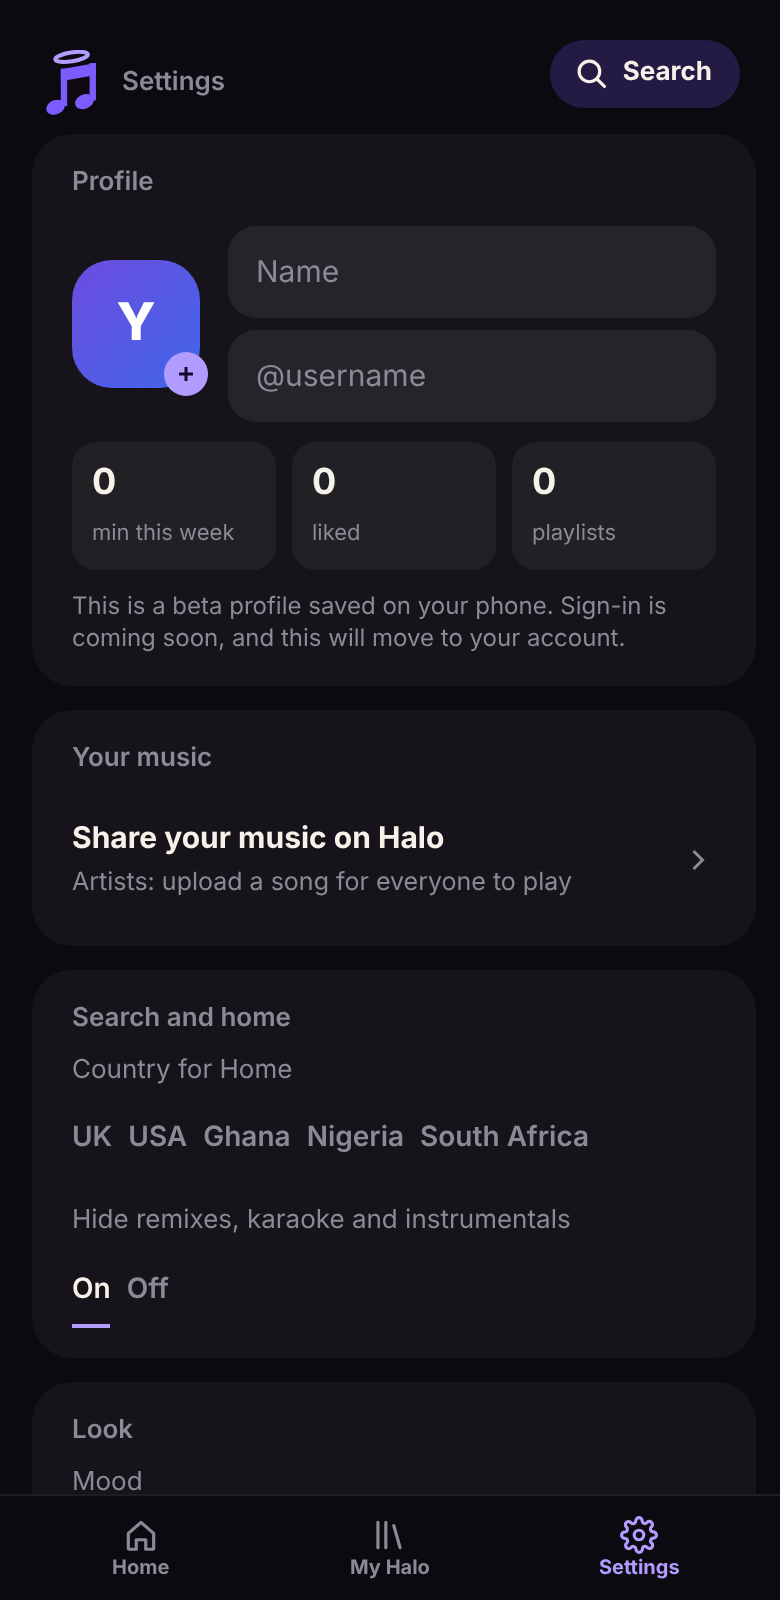 Settings
Search
Profile
Y
+
Name
@username
0
min this week
0
liked
0
playlists
This is a beta profile saved on your phone. Sign-in is
coming soon, and this will move to your account.
Your music
Share your music on Halo
Artists: upload a song for everyone to play
Search and home
Country for Home
UK USA Ghana Nigeria South Africa
Hide remixes, karaoke and instrumentals
On Off
Look
Mood
Home
My Halo
Settings